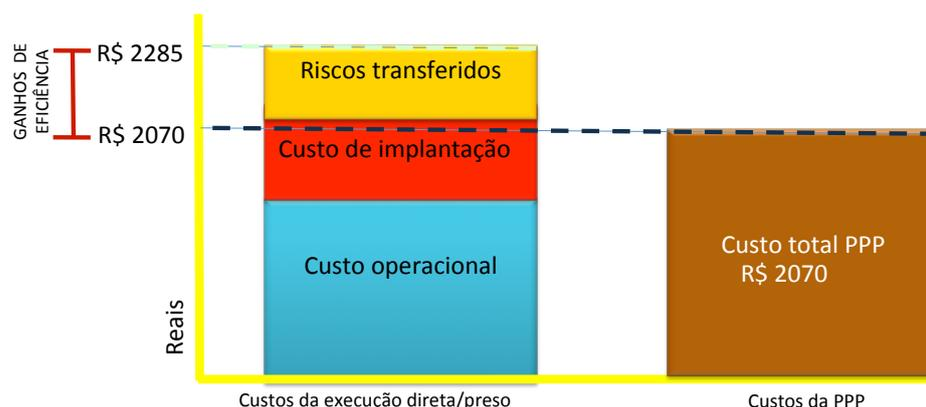 GANHOS DE
EFICIÊNCIA
R$ 2285
R$ 2070
Riscos transferidos
Custo de implantação
Custo operacional
Custo total PPP
R$ 2070
Reais
Custos da execução direta/preso
Custos da PPP